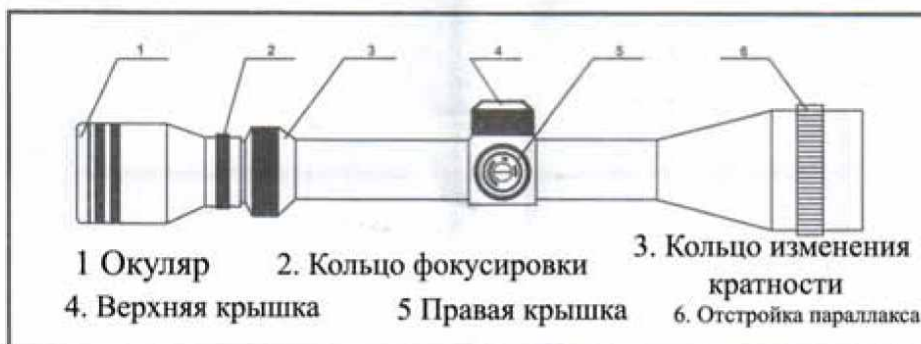 1 2 3 4 5 6
1 Окуляр 2. Кольцо фокусировки 3. Кольцо изменения
кратности
4. Верхняя крышка 5 Правая крышка 6. Отстройка параллакса